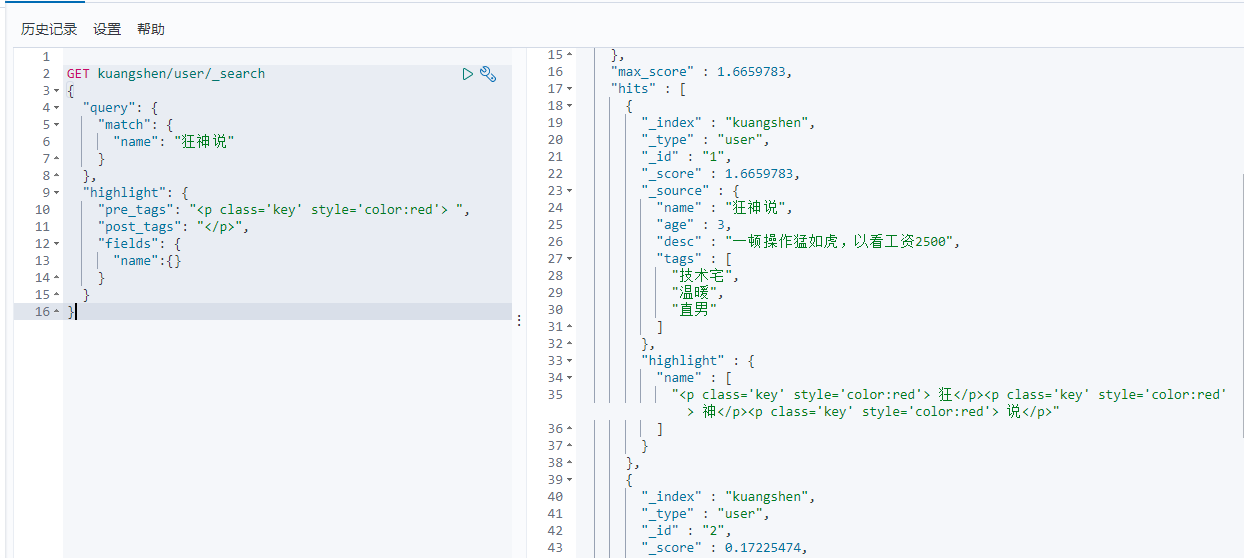 历史记录 设置 帮助
1
2 GET kuangshen/user/_search
3 {
4 "query": {
5 "match": {
6 "name": "狂神说"
7 }
8 },
9 "highlight": {
10 "pre_tags": "<p class='key' style='color:red'> ",
11 "post_tags": "</p>",
12 "fields": {
13 "name":{}
14 }
15 }
16 }
15 },
16 "max_score" : 1.6659783,
17 "hits" : [
18 {
19 "_index" : "kuangshen",
20 "_type" : "user",
21 "_id" : "1",
22 "_score" : 1.6659783,
23 "_source" : {
24 "name" : "狂神说",
25 "age" : 3,
26 "desc" : "一顿操作猛如虎，以看工资2500",
27 "tags" : [
28 "技术宅",
29 "温暖",
30 "直男"
31 ]
32 },
33 "highlight" : {
34 "name" : [
35 "<p class='key' style='color:red'> 狂</p><p class='key' style='color:red'
> 神</p><p class='key' style='color:red'> 说</p>"
36 ]
37 }
38 },
39 {
40 "_index" : "kuangshen",
41 "_type" : "user",
42 "_id" : "2",
43 "_score" : 0.17225474,